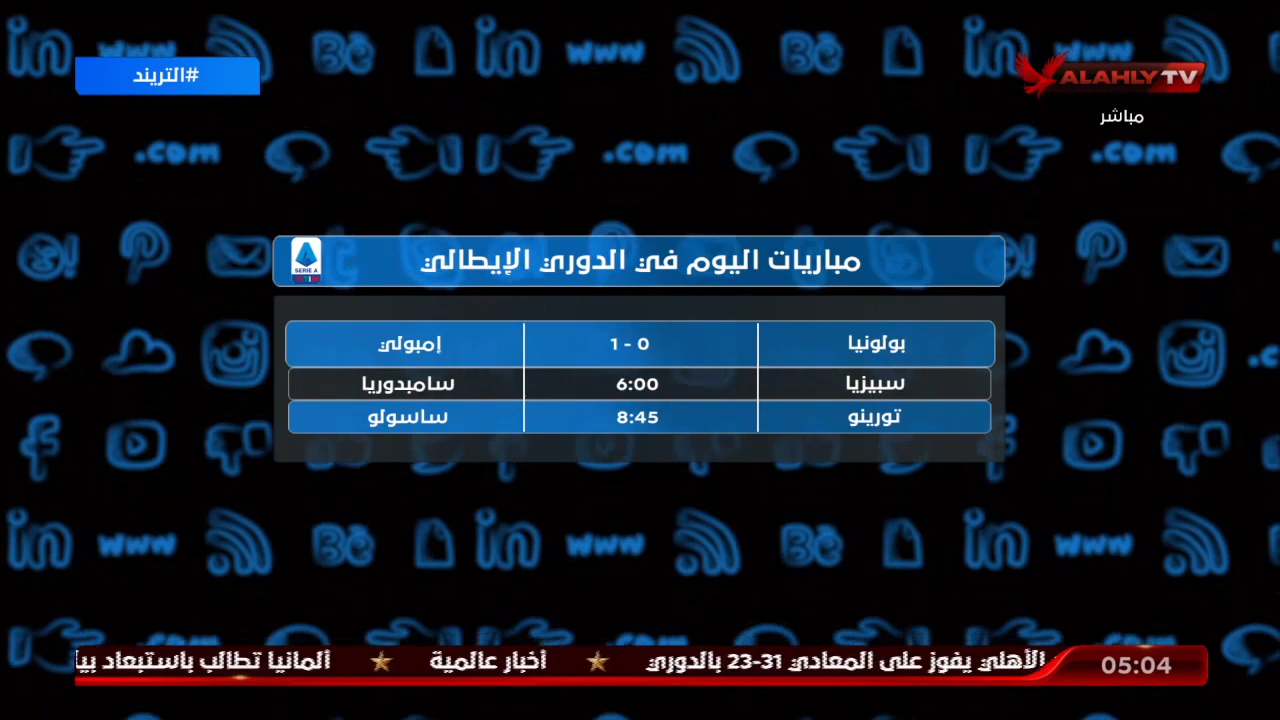 #التريند
ALAHLY TV
مباشر
مباريات اليوم في الدوري الإيطالي
SERIE A
بولونيا 0 - 1 إمبولي
سبيزيا 6:00 سامبدوريا
تورينو 8:45 ساسولو
الأهلي يفوز على المعادي 31-23 بالدوري ★ أخبار عالمية ★ ألمانيا تطالب باستبعاد
05:04